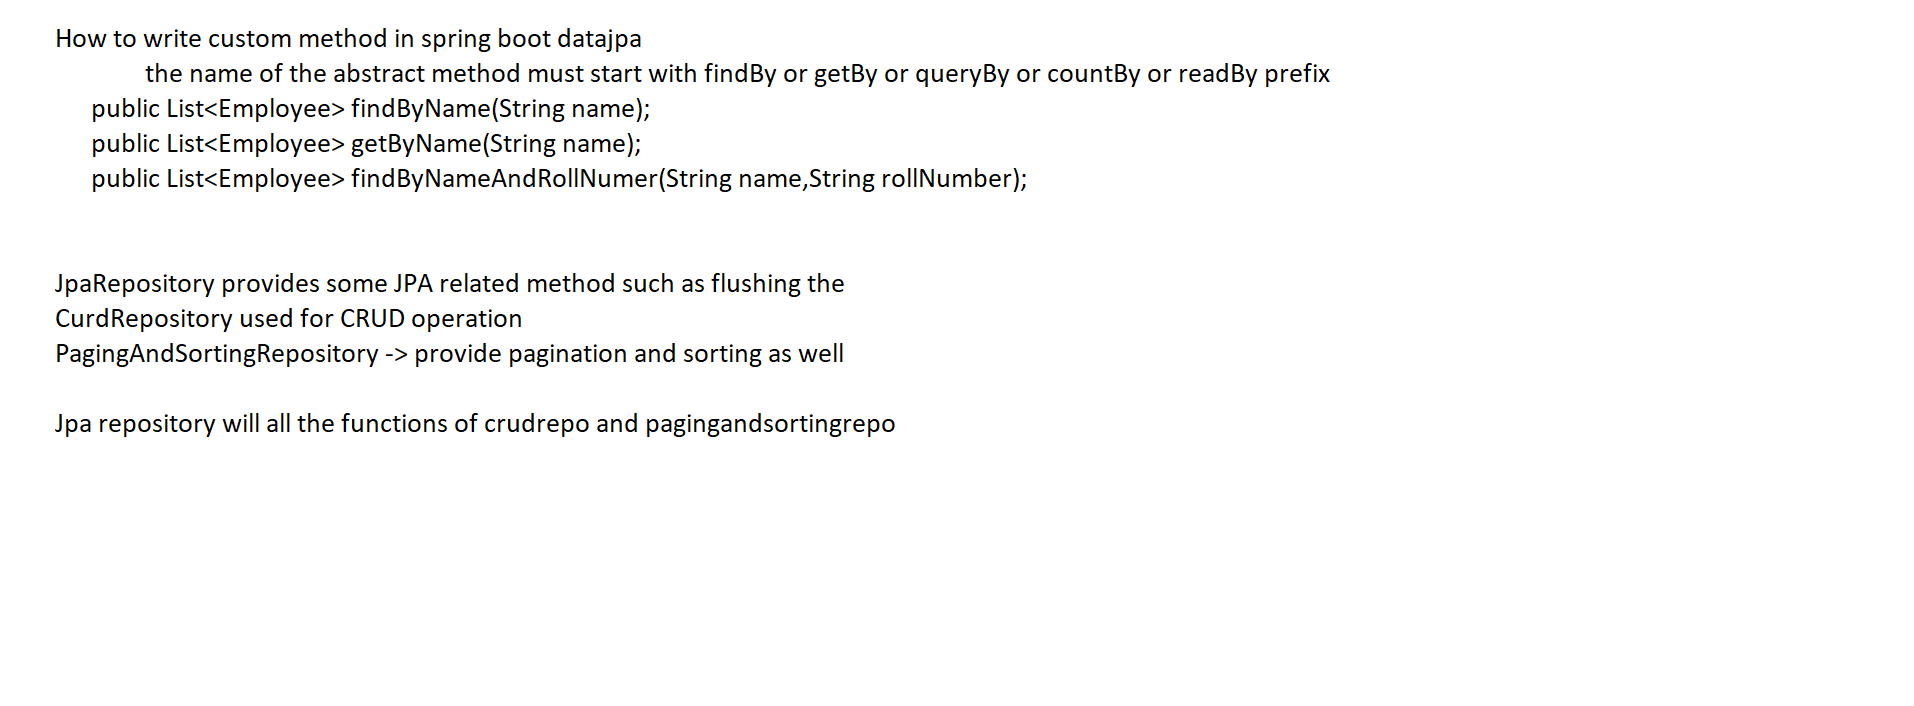 How to write custom method in spring boot datajpa
the name of the abstract method must start with findBy or getBy or queryBy or countBy or readBy prefix
public List<Employee> findByName(String name);
public List<Employee> getByName(String name);
public List<Employee> findByNameAndRollNumer(String name,String rollNumber);
JpaRepository provides some JPA related method such as flushing the
CurdRepository used for CRUD operation
PagingAndSortingRepository -> provide pagination and sorting as well
Jpa repository will all the functions of crudrepo and pagingandsortingrepo